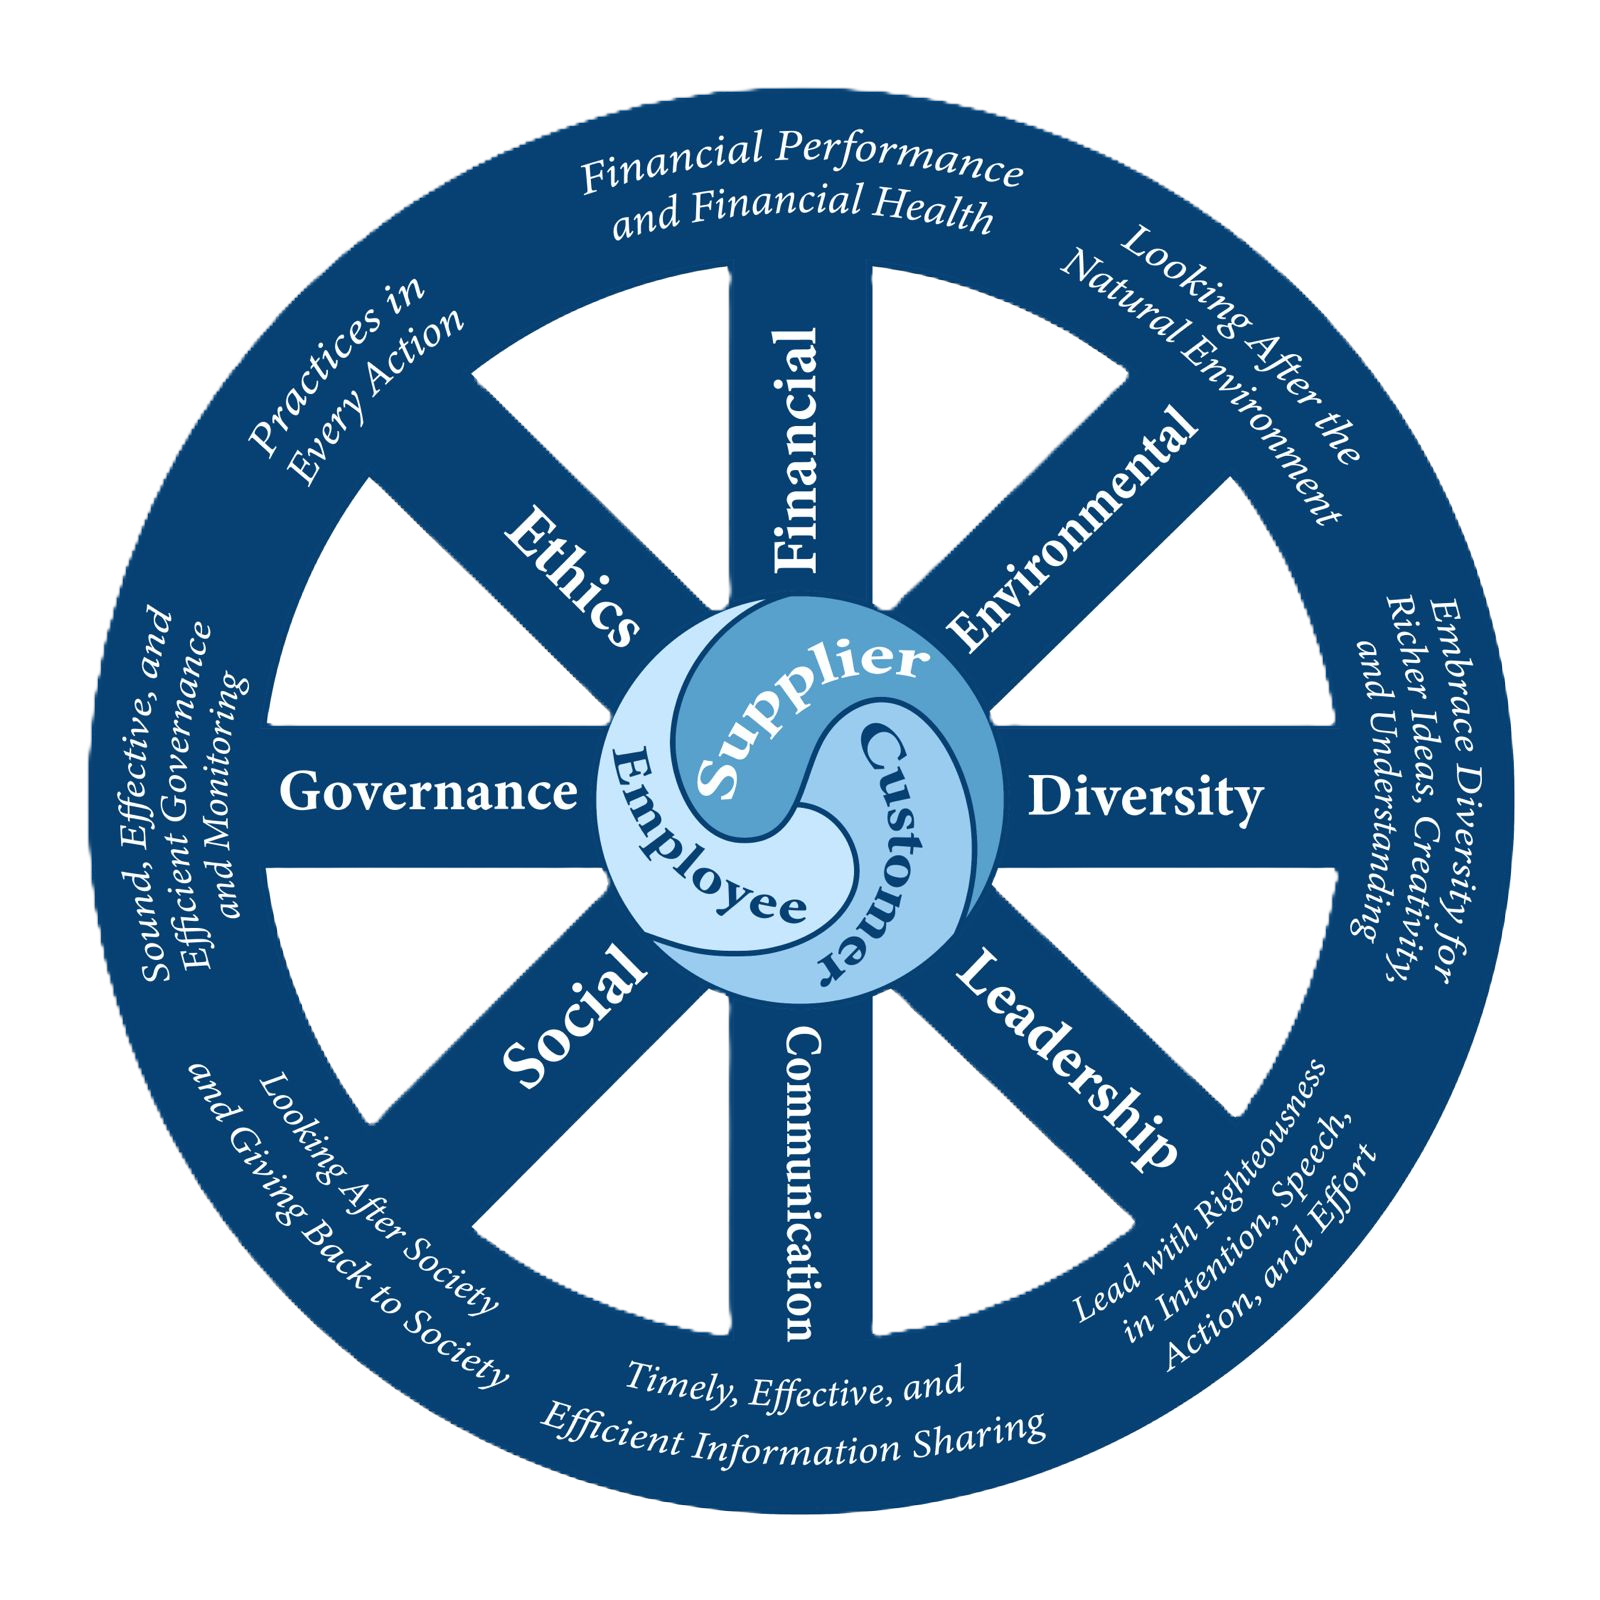 Financial Performance
and Financial Health
Looking After the
Natural Environment
Embrace Diversity for
Richer Ideas, Creativity,
and Understanding
Lead with Righteousness
in Intention, Speech,
Action, and Effort
Timely, Effective, and
Efficient Information Sharing
Looking After Society
and Giving Back to Society
Sound, Effective, and
Efficient Governance
and Monitoring
Practices in
Every Action
Financial
Environmental
Diversity
Leadership
Communication
Social
Governance
Ethics
Supplier
Customer
Employee